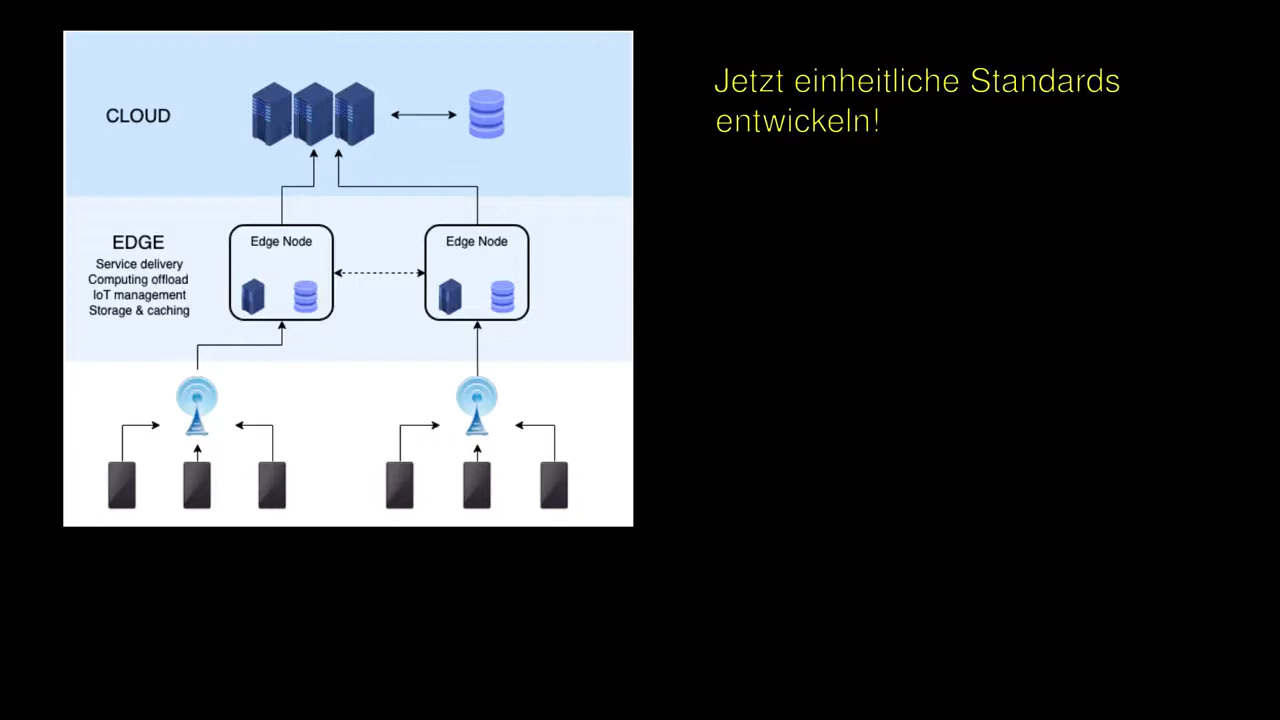 CLOUD
EDGE
Service delivery
Computing offload
IoT management
Storage & caching
Edge Node
Edge Node
Jetzt einheitliche Standards
entwickeln!